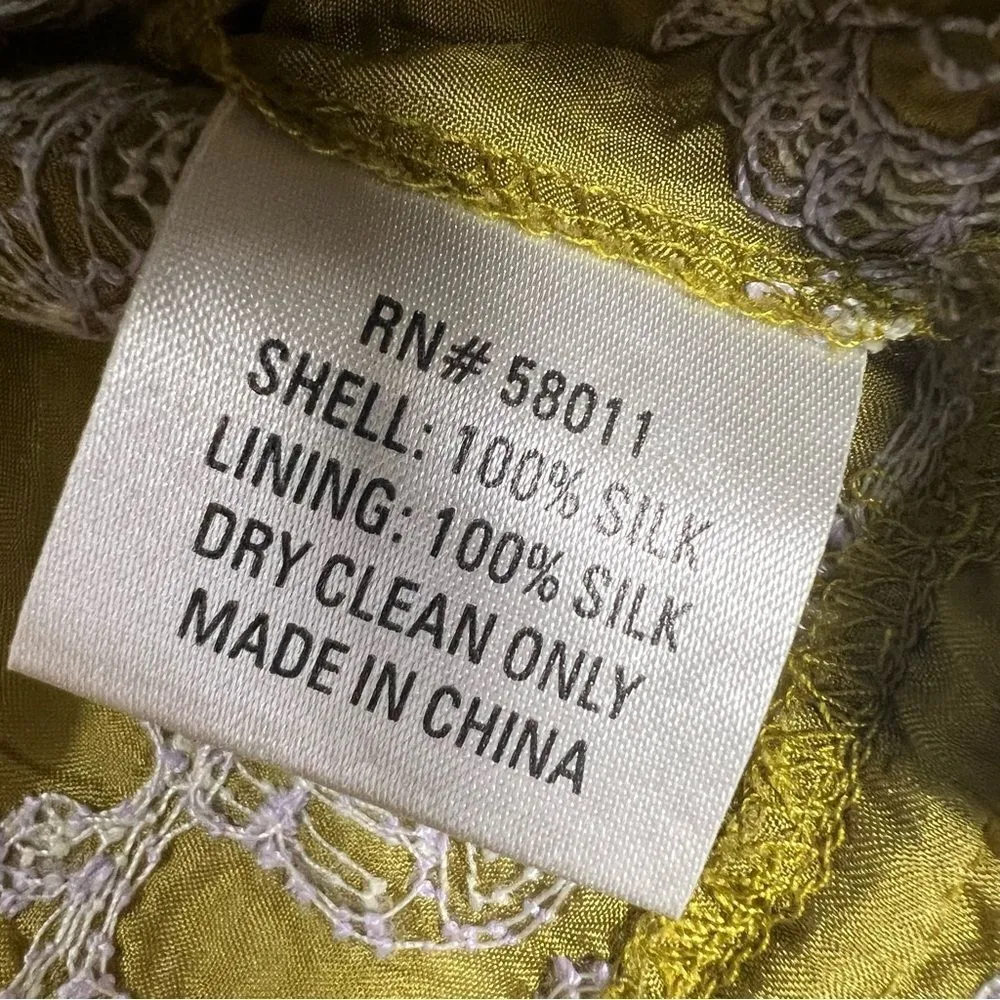 RN# 58011
SHELL: 100% SILK
LINING: 100% SILK
DRY CLEAN ONLY
MADE IN CHINA